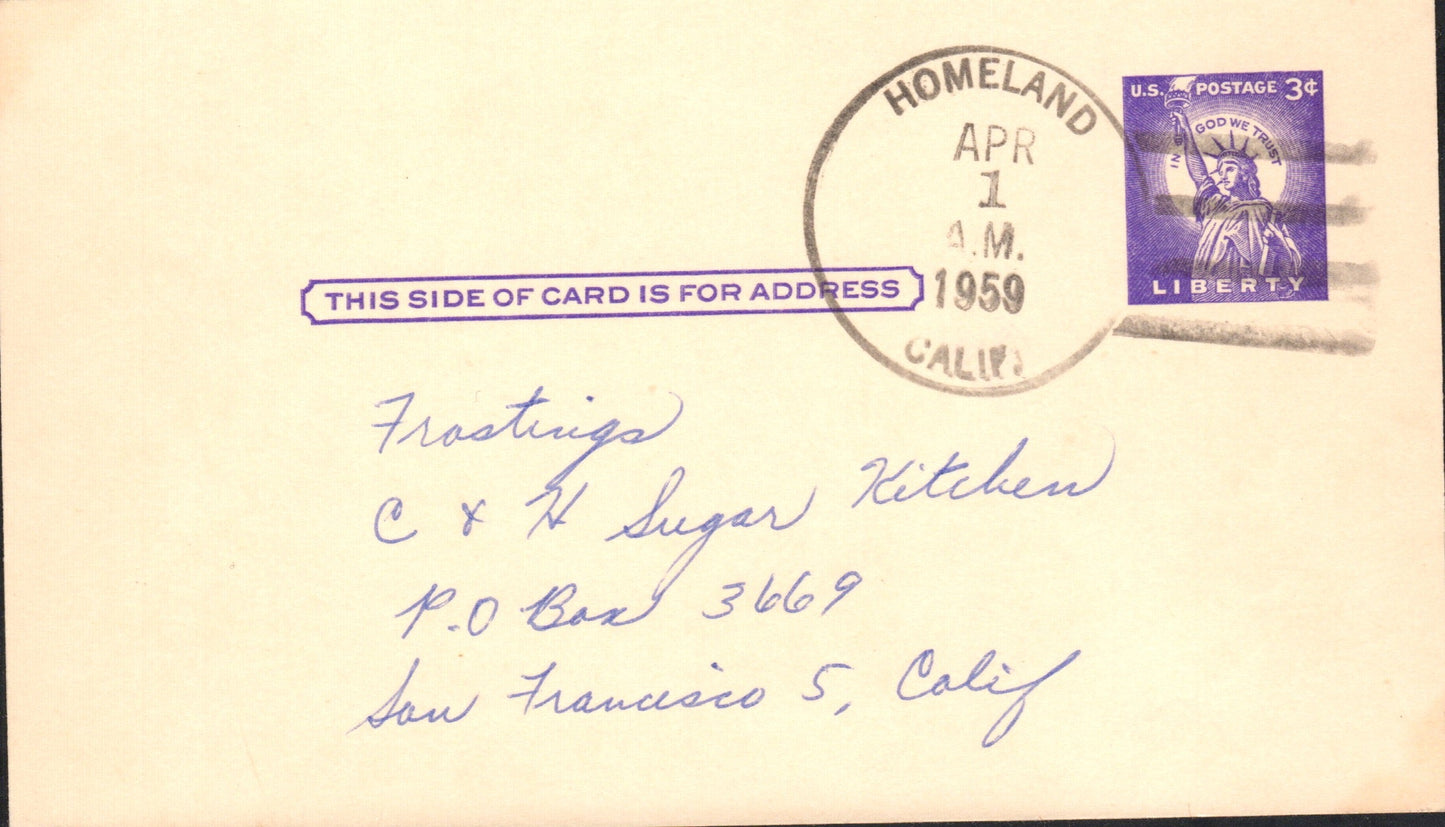 HOMELAND
APR
1
A.M.
1959
CALIF.
U.S. POSTAGE 3¢
IN GOD WE TRUST
LIBERTY
THIS SIDE OF CARD IS FOR ADDRESS
Frostings
C & H Sugar Kitchen
P.O Box 3669
San Francisco 5, Calif